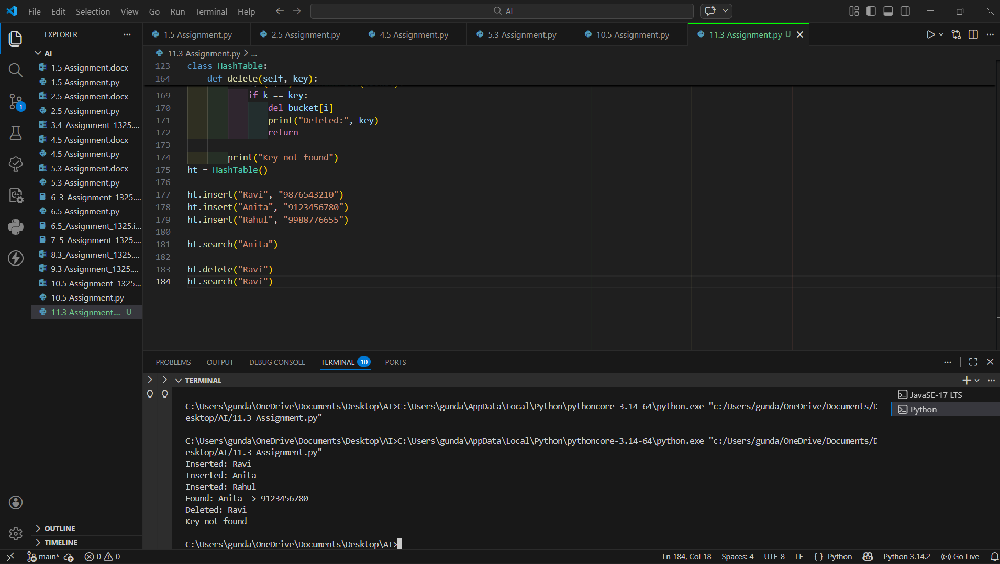 File Edit Selection View Go Run Terminal Help
AI
EXPLORER
AI
1.5 Assignment.docx
1.5 Assignment.py
2.5 Assignment.docx
2.5 Assignment.py
3.4_Assignment_1325....
4.5 Assignment.docx
4.5 Assignment.py
5.3 Assignment.docx
5.3 Assignment.py
6_3_Assignment_1325....
6.5 Assignment.py
6.5_Assignment_1325.i...
7_5_Assignment_1325....
8.3_Assignment_1325....
9.3 Assignment_1325....
10.5 Assignment_1325...
10.5 Assignment.py
11.3 Assignment.... U
OUTLINE
TIMELINE
1.5 Assignment.py 2.5 Assignment.py 4.5 Assignment.py 5.3 Assignment.py 10.5 Assignment.py 11.3 Assignment.py U
11.3 Assignment.py > ...
123 class HashTable:
164 def delete(self, key):
169 if k == key:
170 del bucket[i]
171 print("Deleted:", key)
172 return
173
174 print("Key not found")
175 ht = HashTable()
176
177 ht.insert("Ravi", "9876543210")
178 ht.insert("Anita", "9123456780")
179 ht.insert("Rahul", "9988776655")
180
181 ht.search("Anita")
182
183 ht.delete("Ravi")
184 ht.search("Ravi")
PROBLEMS OUTPUT DEBUG CONSOLE TERMINAL 10 PORTS
TERMINAL
C:\Users\gunda\OneDrive\Documents\Desktop\AI>C:\Users\gunda\AppData\Local\Python\pythoncore-3.14-64\python.exe "c:/Users/gunda/OneDrive/Documents/D
esktop/AI/11.3 Assignment.py"
C:\Users\gunda\OneDrive\Documents\Desktop\AI>C:\Users\gunda\AppData\Local\Python\pythoncore-3.14-64\python.exe "c:/Users/gunda/OneDrive/Documents/D
esktop/AI/11.3 Assignment.py"
Inserted: Ravi
Inserted: Anita
Inserted: Rahul
Found: Anita -> 9123456780
Deleted: Ravi
Key not found
C:\Users\gunda\OneDrive\Documents\Desktop\AI>
JavaSE-17 LTS
Python
1
main* 0 0
Ln 184, Col 18 Spaces: 4 UTF-8 LF { } Python Python 3.14.2 Go Live